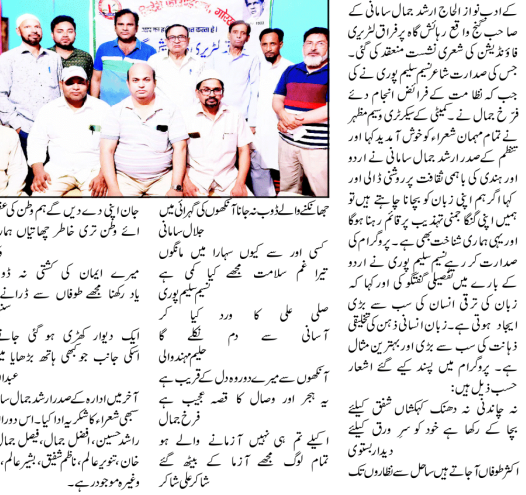 کے ادب نواز الحاج ارشد جمال سامانی کے
صاحب گنج واقع رہائش گاہ پر فراق لٹریری
فاؤنڈیشن کی شعری نشست منعقد کی گئی۔
جس کی صدارت شاعر نسیم سلیم پوری نے کی
جب کہ نظامت کے فرائض انجام دئے
فرخ جمال نے۔ کمیٹی کے سیکرٹری وسیم مظہر
نے تمام مہمان شعراء کو خوش آمدید کہا اور
تنظیم کے صدر ارشد جمال سامانی نے اردو
اور ہندی کی باہمی ثقافت پر روشنی ڈالی اور
کہا اگر ہم اپنی زبان کو بچانا چاہتے ہیں تو
ہمیں اپنی گنگا جمنی تہذیب پر قائم رہنا ہوگا
اور یہی ہماری شناخت بھی ہے۔ پروگرام کی
صدارت کر رہے نسیم سلیم پوری نے اردو
کے بارے میں تفصیلی گفتگو کی اور کہا کہ
زبان کی ترقی انسان کی سب سے بڑی
ایجاد ہوتی ہے۔ زبان انسانی ذہن کی تخلیقی
ذہانت کی سب سے بڑی اور بہترین مثال
ہے۔ پروگرام میں پسند کیے گئے اشعار
حسب ذیل ہیں:
نہ چاندنی نہ دھنک کہکشاں شفق کیلئے
بچا کے رکھا ہے خود کو سر ورق کیلئے
دیدار بستوی
اکثر طوفاں آجاتے ہیں ساحل سے نظاروں تک
جھانکنے والے ڈوب نہ جانا آنکھوں کی گہرائی میں
جلال سامانی
کسی اور سے کیوں سہارا میں مانگوں
تیرا غم سلامت مجھے کیا کمی ہے
نسیم سلیم پوری
صلی علی کا ورد کیا کر
آسانی سے دم نکلے گا
حلیم مہندوالی
آنکھوں سے میرے دور وہ دل کے قریب ہے
یہ ہجر اور وصال کا قصہ عجیب ہے
فرخ جمال
اکیلے تم ہی نہیں آزمانے والے ہو
تمام لوگ مجھے آزما کے بیٹھ گئے
شاکر علی شاکر
جان اپنی دے دیں گے ہم وطن کی
اے وطن تری خاطر چھاتیاں
میرے ایمان کی کشتی نہ
یاد رکھنا مجھے طوفاں سے ڈرانے
ایک دیوار کھڑی ہو گئی
اسکی جانب جو بھی ہاتھ بڑھایا
آخر میں ادارہ کے صدر ارشد جمال
سبھی شعراء کا شکریہ ادا کیا۔ اس
راشد حسین، افضل جمال، فیصل
خان، تنویر عالم، ناظم شفیق، بشیر عالم،
وغیرہ موجود رہے۔